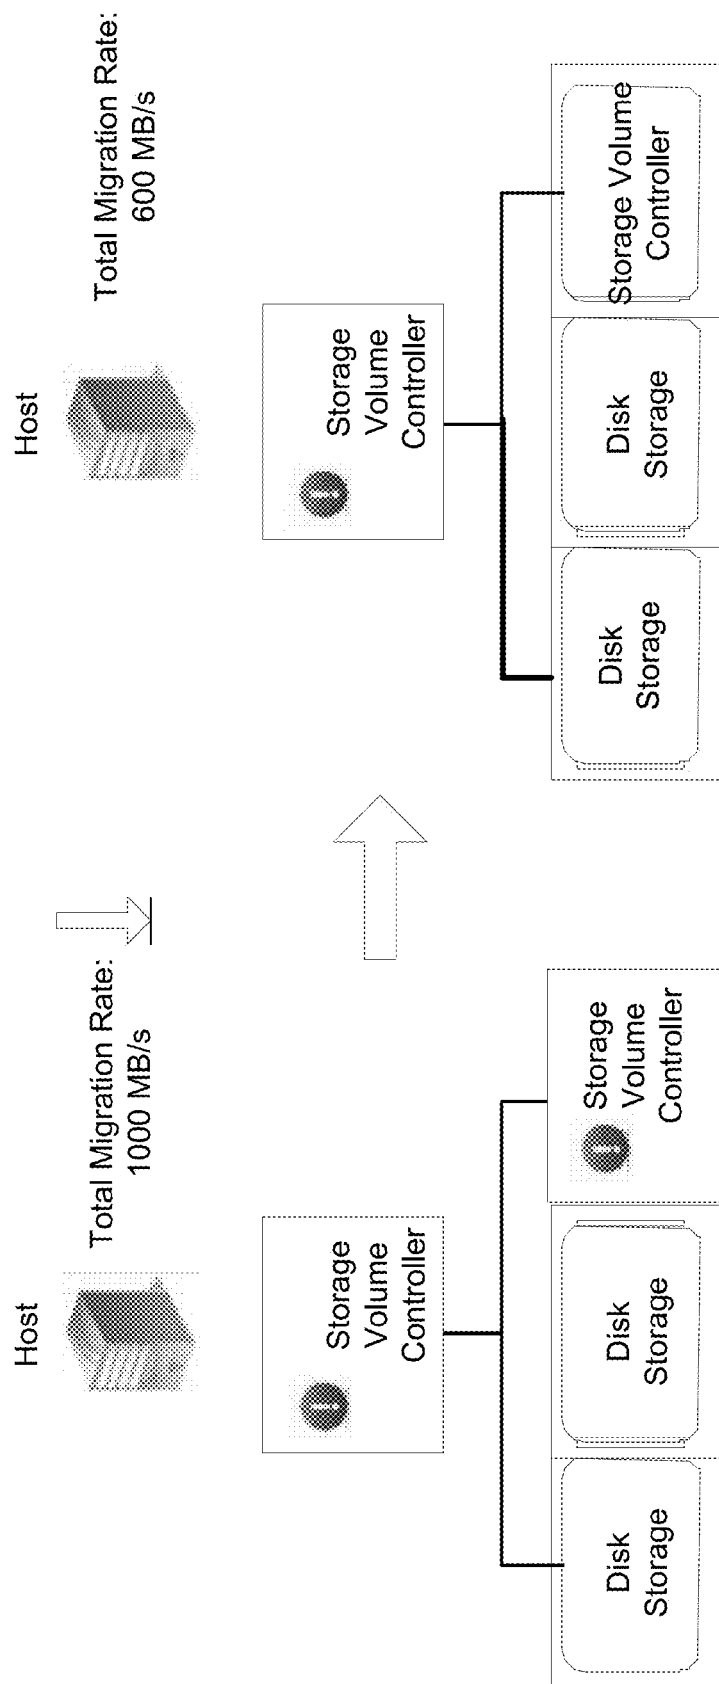 Host
Total Migration Rate:
1000 MB/s
Storage
Volume
Controller
Disk
Storage
Disk
Storage
Storage
Volume
Controller
Host
Total Migration Rate:
600 MB/s
Storage
Volume
Controller
Disk
Storage
Disk
Storage
Storage Volume
Controller